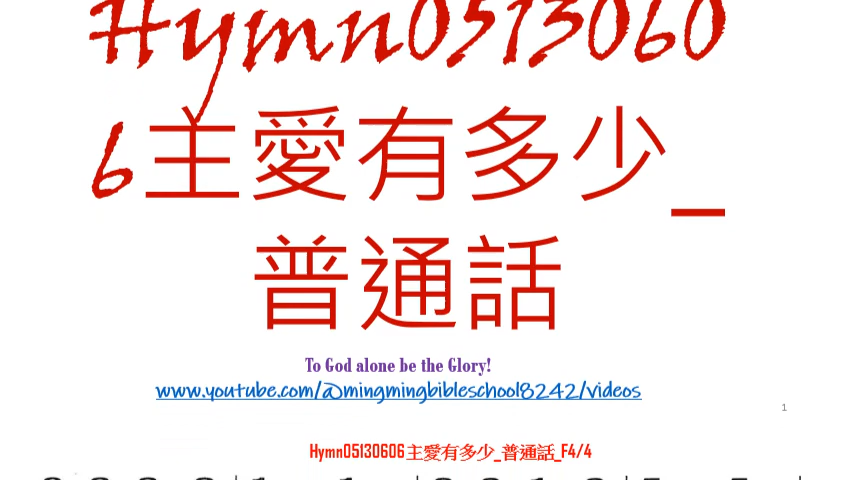 Hymn0513060
6主愛有多少_
普通話
To God alone be the Glory!
www.youtube.com/@mingmingbibleschool8242/videos
1
Hymn05130606主愛有多少_普通話_F4/4